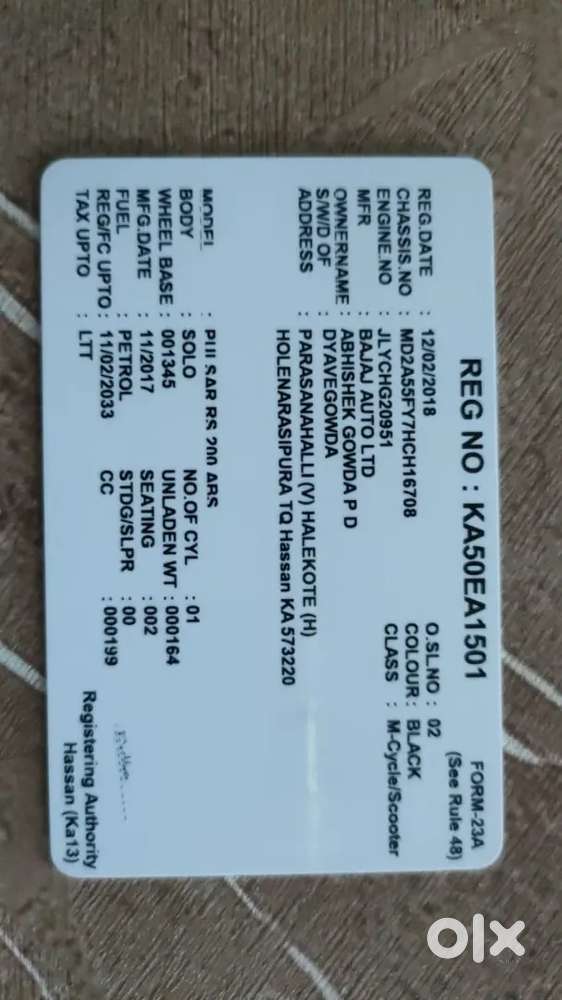 FORM-23A
(See Rule 48)
REG NO : KA50EA1501
REG.DATE : 12/02/2018 O.SL.NO : 02
CHASSIS.NO : MD2A55FY7HCH16708 COLOUR : BLACK
ENGINE.NO : JLYCHG20951 CLASS : M-Cycle/Scooter
MFR : BAJAJ AUTO LTD
OWNERNAME : ABHISHEK GOWDA P D
S/W/D OF : DYAVEGOWDA
ADDRESS : PARASANAHALLI (V) HALEKOTE (H)
HOLENARASIPURA TQ Hassan KA 573220
MODEL : PULSAR RS 200 ABS
BODY : SOLO NO.OF CYL : 01
WHEEL BASE : 001345 UNLADEN WT : 000164
MFG.DATE : 11/2017 SEATING : 002
FUEL : PETROL STDG/SLPR : 00
REG/FC UPTO : 11/02/2033 CC : 000199
TAX UPTO : LTT
Registering Authority
Hassan (Ka13)
olx